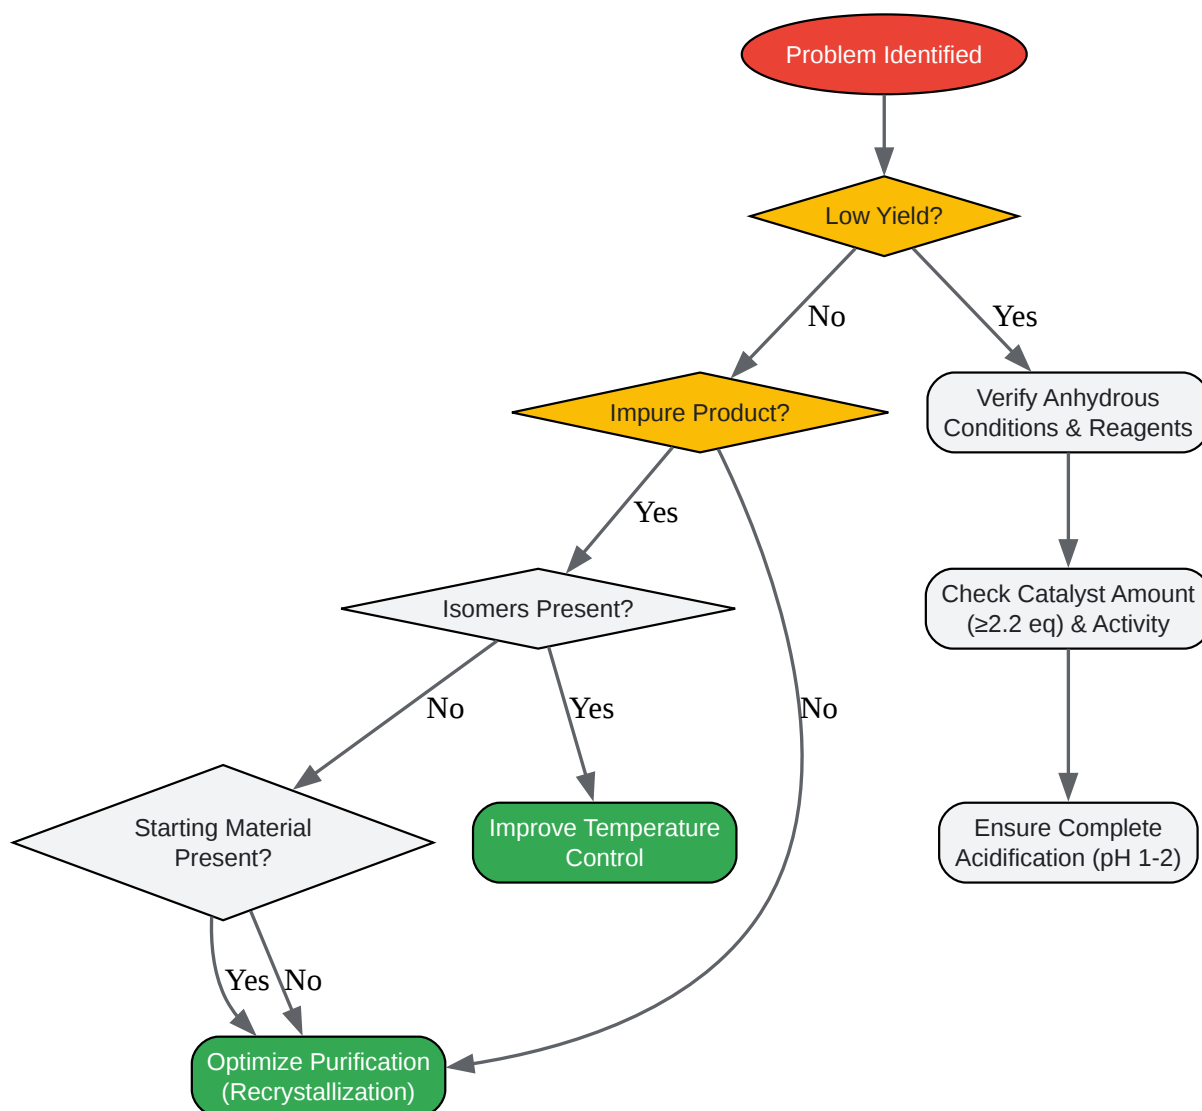 Problem Identified
Low Yield?
No
Yes
Impure Product?
Verify Anhydrous
Conditions & Reagents
Yes
No
Isomers Present?
Check Catalyst Amount
(≥2.2 eq) & Activity
No
Yes
Starting Material
Present?
Improve Temperature
Control
Ensure Complete
Acidification (pH 1-2)
Yes
No
Optimize Purification
(Recrystallization)